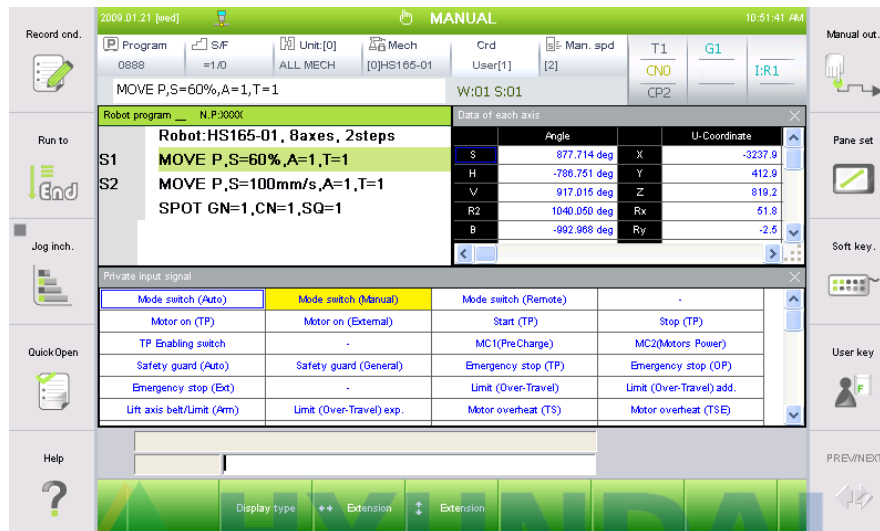 2009.01.21 [wed] MANUAL 10:51:41 AM
Record cnd.
Run to
End
Jog inch.
QuickOpen
Help
?
Program S/F Unit:[0] Mech Crd Man. spd T1 G1
0888 =1/0 ALL MECH [0]HS165-01 User[1] [2] CN0 I:R1
MOVE P,S=60%,A=1,T=1 W:01 S:01 CP2
Robot program __ N.P:XXXX
Robot:HS165-01, 8axes, 2steps
S1 MOVE P,S=60%,A=1,T=1
S2 MOVE P,S=100mm/s,A=1,T=1
SPOT GN=1,CN=1,SQ=1
Data of each axis
Angle U-Coordinate
S 877.714 deg X -3237.9
H -786.751 deg Y 412.9
V 917.015 deg Z 819.2
R2 1040.050 deg Rx 51.8
B -992.968 deg Ry -2.5
Private input signal
Mode switch (Auto) Mode switch (Manual) Mode switch (Remote) -
Motor on (TP) Motor on (External) Start (TP) Stop (TP)
TP Enabling switch - MC1(PreCharge) MC2(Motors Power)
Safety guard (Auto) Safety guard (General) Emergency stop (TP) Emergency stop (OP)
Emergency stop (Ext) - Limit (Over-Travel) Limit (Over-Travel) add.
Lift axis belt/Limit (Arm) Limit (Over-Travel) exp. Motor overheat (TS) Motor overheat (TSE)
Display type Extension Extension
HYUNDAI
Manual out.
Pane set
Soft key.
User key
F
PREV/NEXT